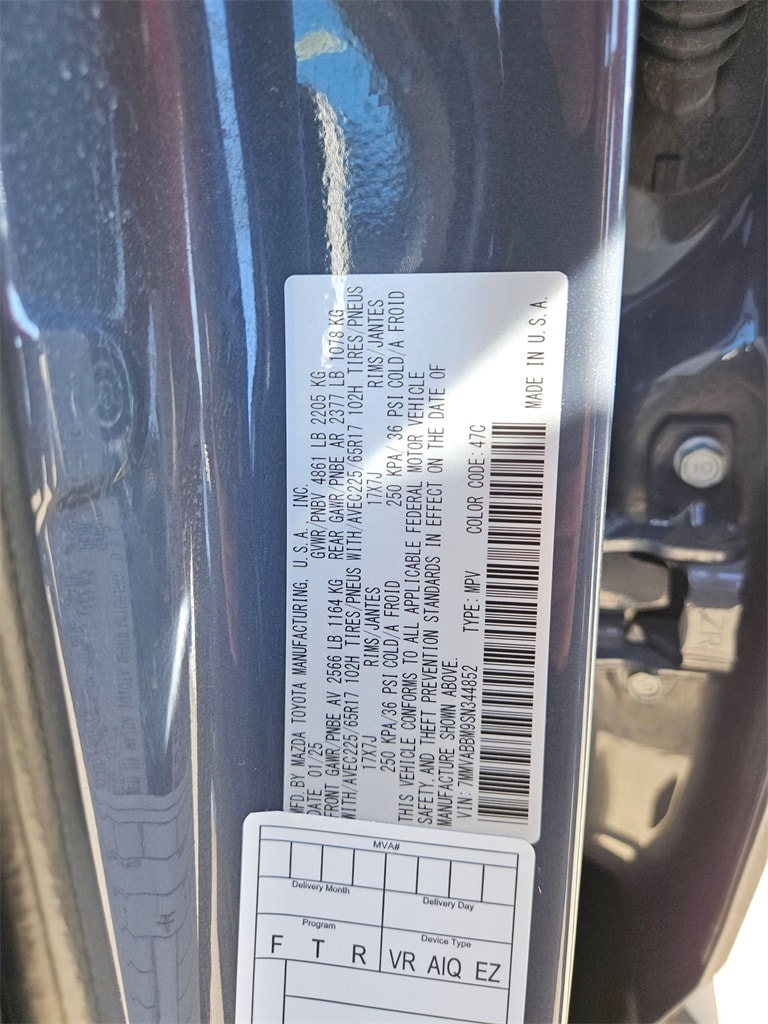 MFD. BY MAZDA TOYOTA MANUFACTURING, U. S. A., INC.
DATE 01/25 GVWR/PNBV 4861 LB 2205 KG
FRONT GAWR/PNBE AV 2566 LB 1164 KG REAR GAWR/PNBE AR 2377 LB 1078 KG
WITH/AVEC225/65R17 102H TIRES/PNEUS WITH/AVEC225/65R17 102H TIRES/PNEUS
17X7J RIMS/JANTES 17X7J RIMS/JANTES
250 KPA/36 PSI COLD/A FROID 250 KPA/ 36 PSI COLD/A FROID
THIS VEHICLE CONFORMS TO ALL APPLICABLE FEDERAL MOTOR VEHICLE
SAFETY AND THEFT PREVENTION STANDARDS IN EFFECT ON THE DATE OF
MANUFACTURE SHOWN ABOVE.
VIN: 7MMVABBM9SN344852 TYPE: MPV COLOR CODE: 47C
MADE IN U. S. A.
MVA#
Delivery Month Delivery Day
Program Device Type
F T R VR AIQ EZ